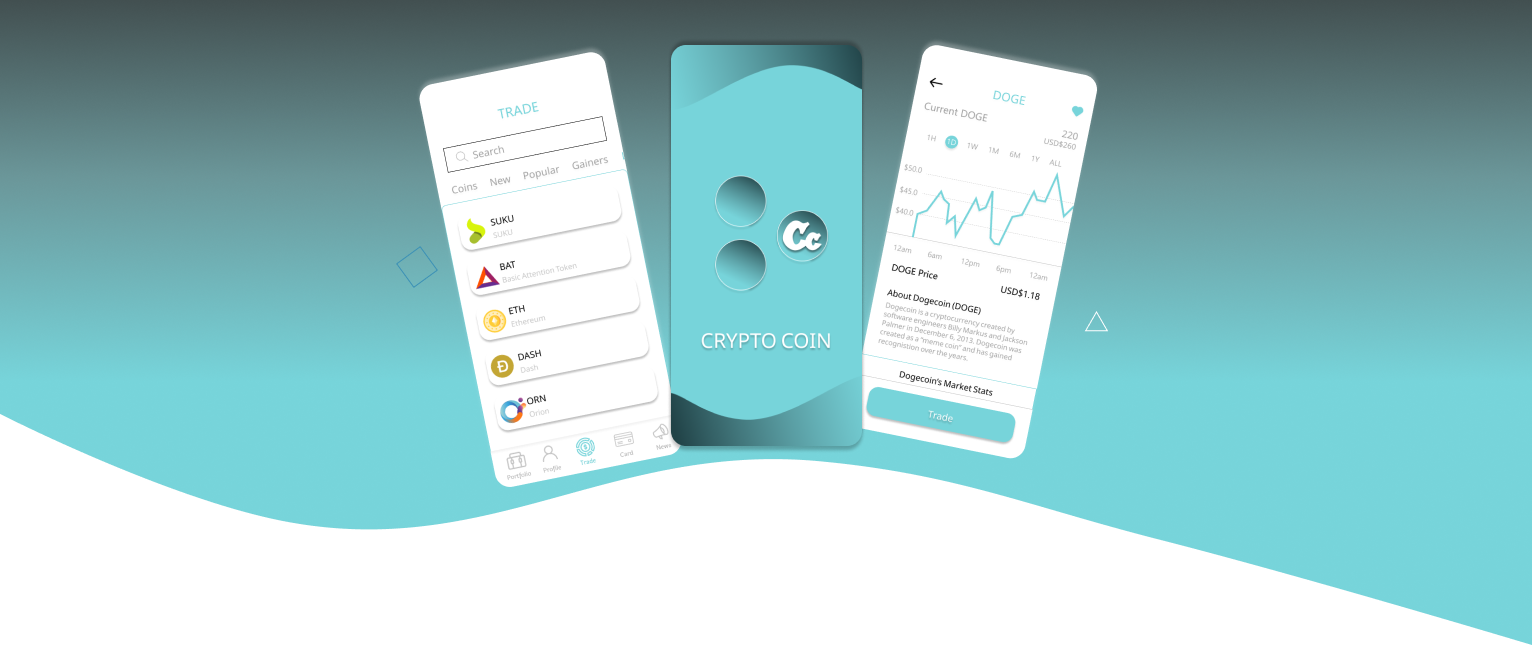 TRADE
Search
Coins New Popular Gainers
SUKU
SUKU
BAT
Basic Attention Token
ETH
Ethereum
DASH
Dash
ORN
Orion
Portfolio Profile Trade Card News
Cc
CRYPTO COIN
DOGE
Current DOGE
220
USD$260
1H 1D 1W 1M 6M 1Y ALL
$50.0
$45.0
$40.0
12am 6am 12pm 6pm 12am
DOGE Price USD$1.18
About Dogecoin (DOGE)
Dogecoin is a cryptocurrency created by
software engineers Billy Markus and Jackson
Palmer in December 6, 2013. Dogecoin was
created as a "meme coin" and has gained
recognistion over the years.
Dogecoin's Market Stats
Trade